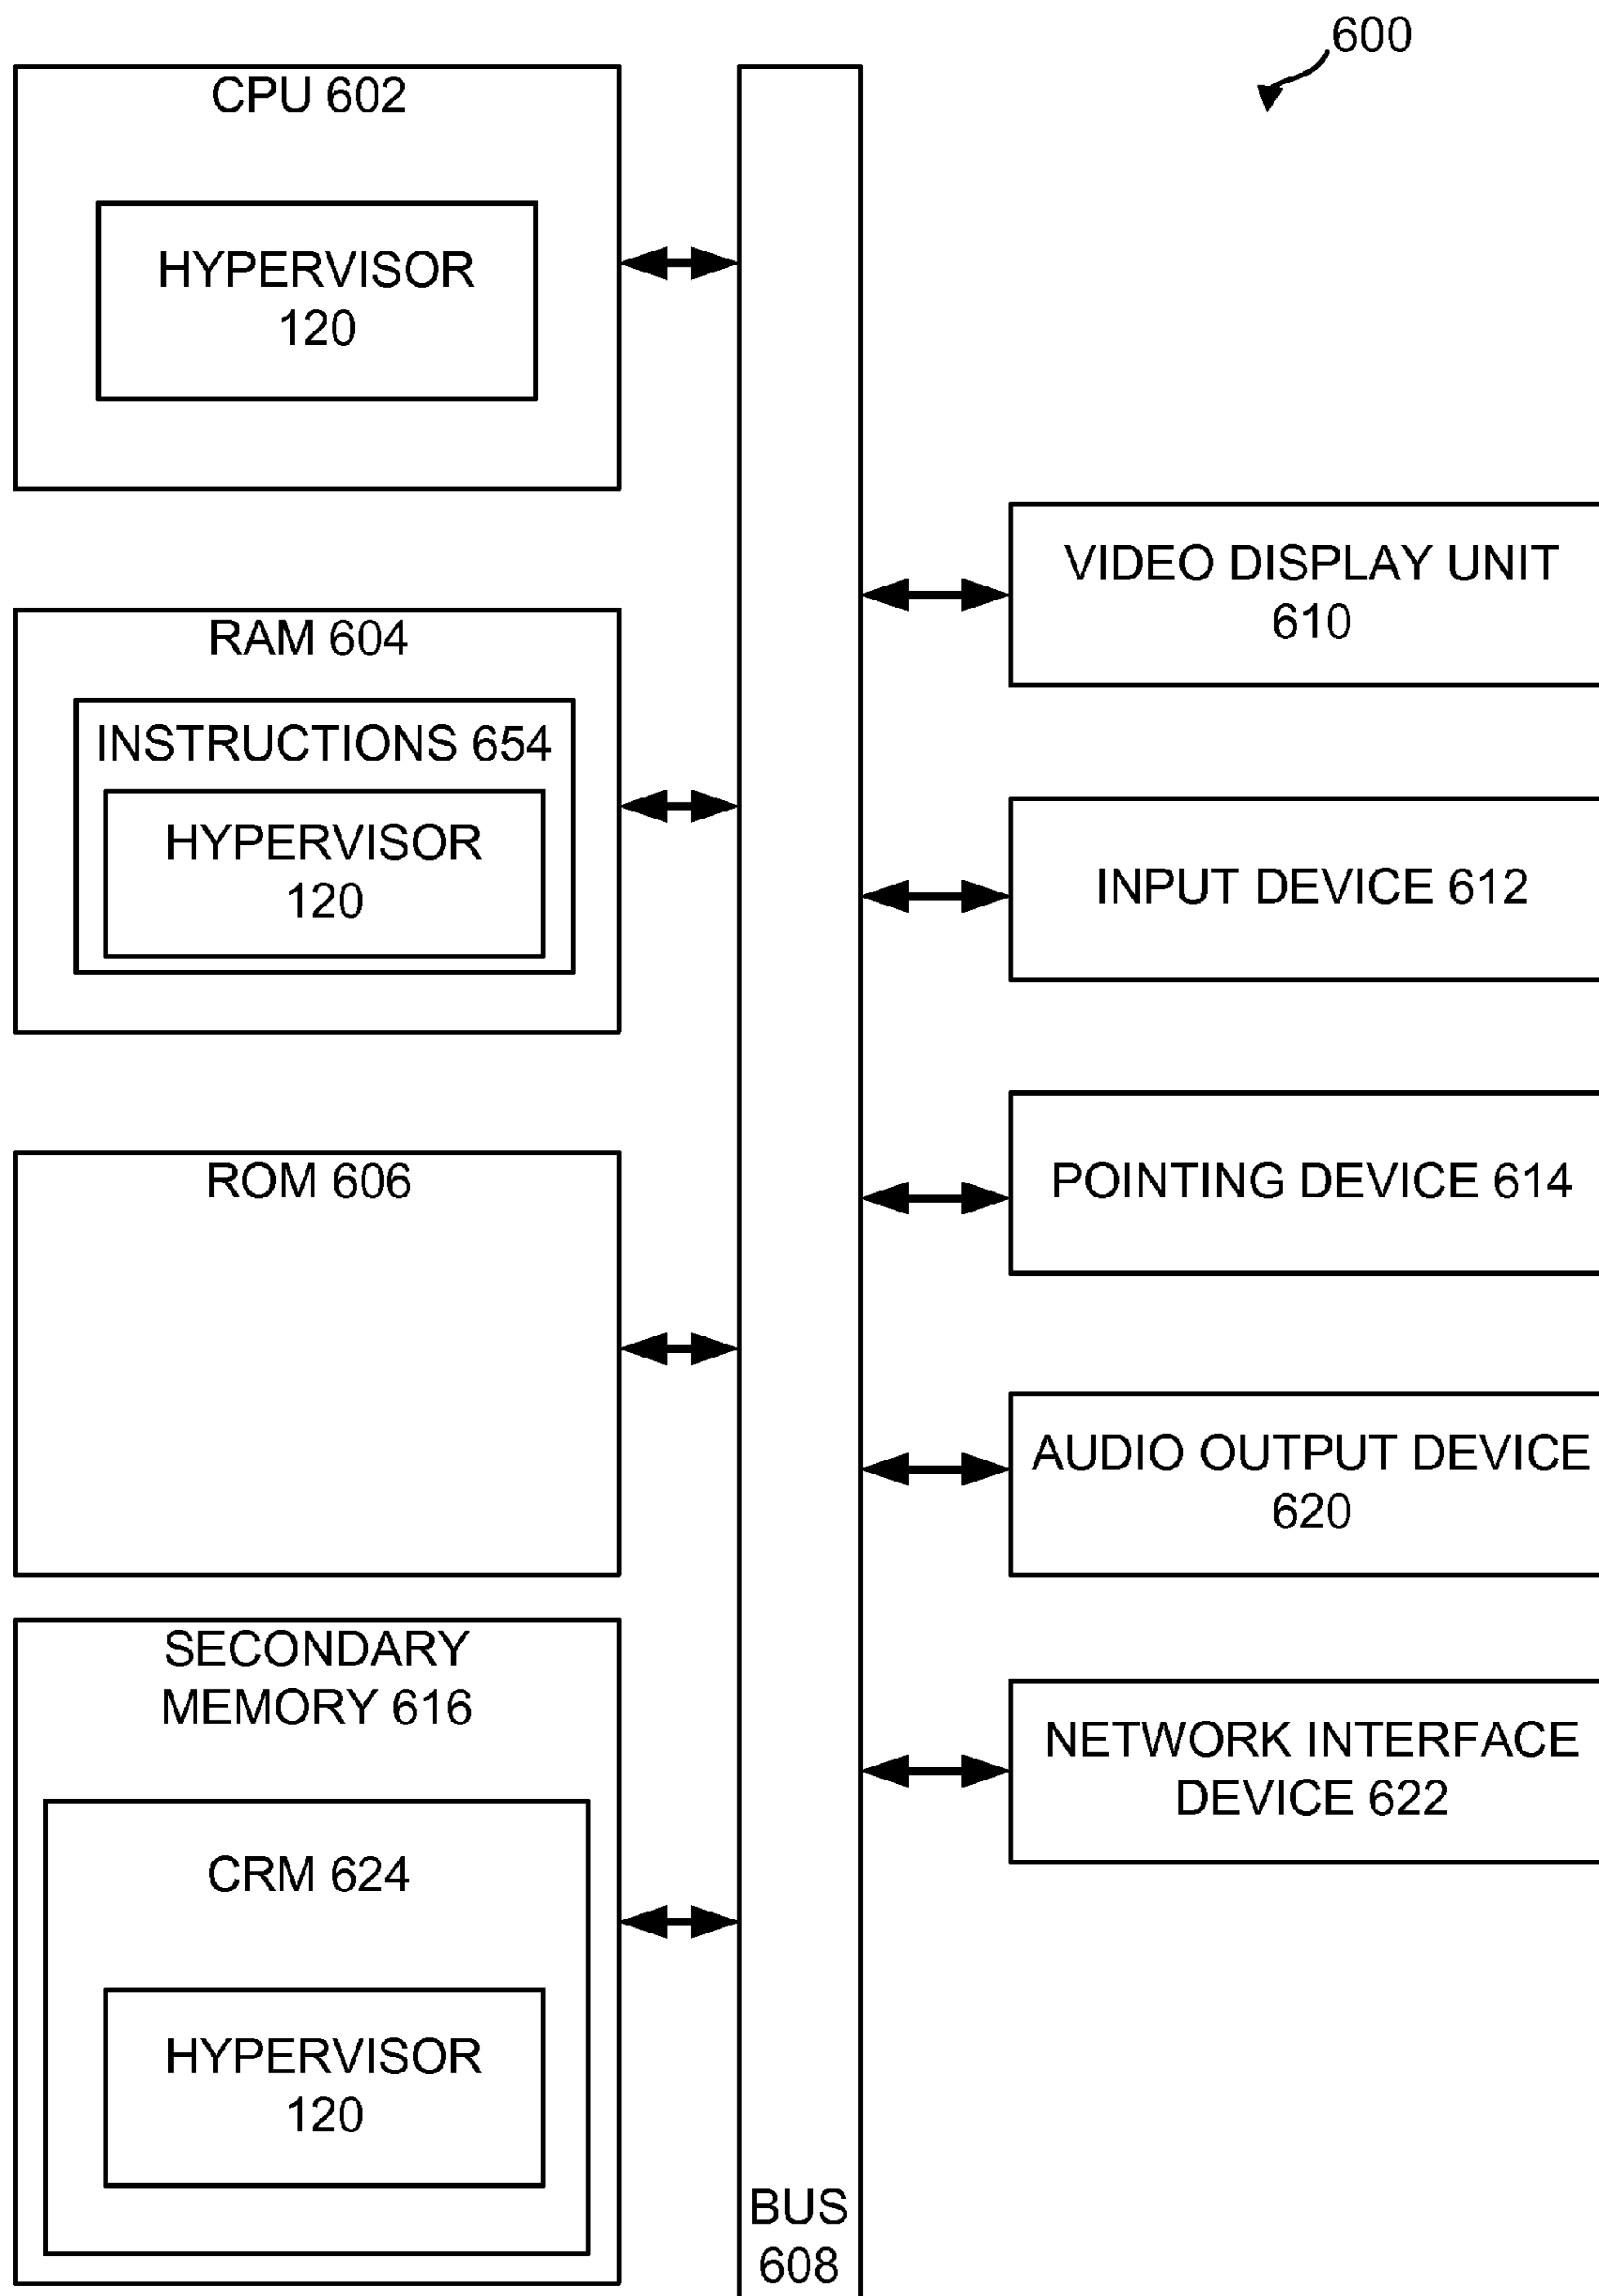 600
CPU 602
HYPERVISOR
120
RAM 604
INSTRUCTIONS 654
HYPERVISOR
120
ROM 606
SECONDARY
MEMORY 616
CRM 624
HYPERVISOR
120
BUS
608
VIDEO DISPLAY UNIT
610
INPUT DEVICE 612
POINTING DEVICE 614
AUDIO OUTPUT DEVICE
620
NETWORK INTERFACE
DEVICE 622